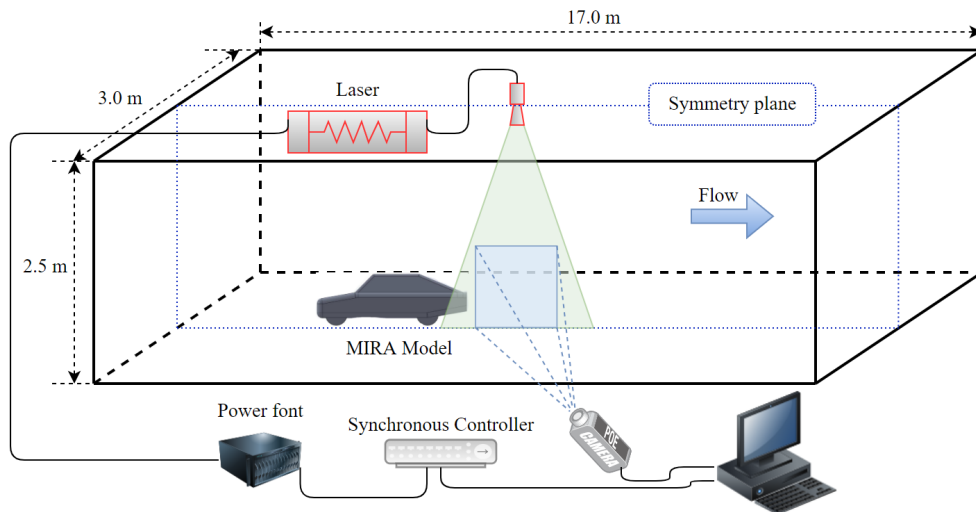 17.0 m
3.0 m
Laser
Symmetry plane
Flow
2.5 m
MIRA Model
Power font
Synchronous Controller
POE
CAMERA